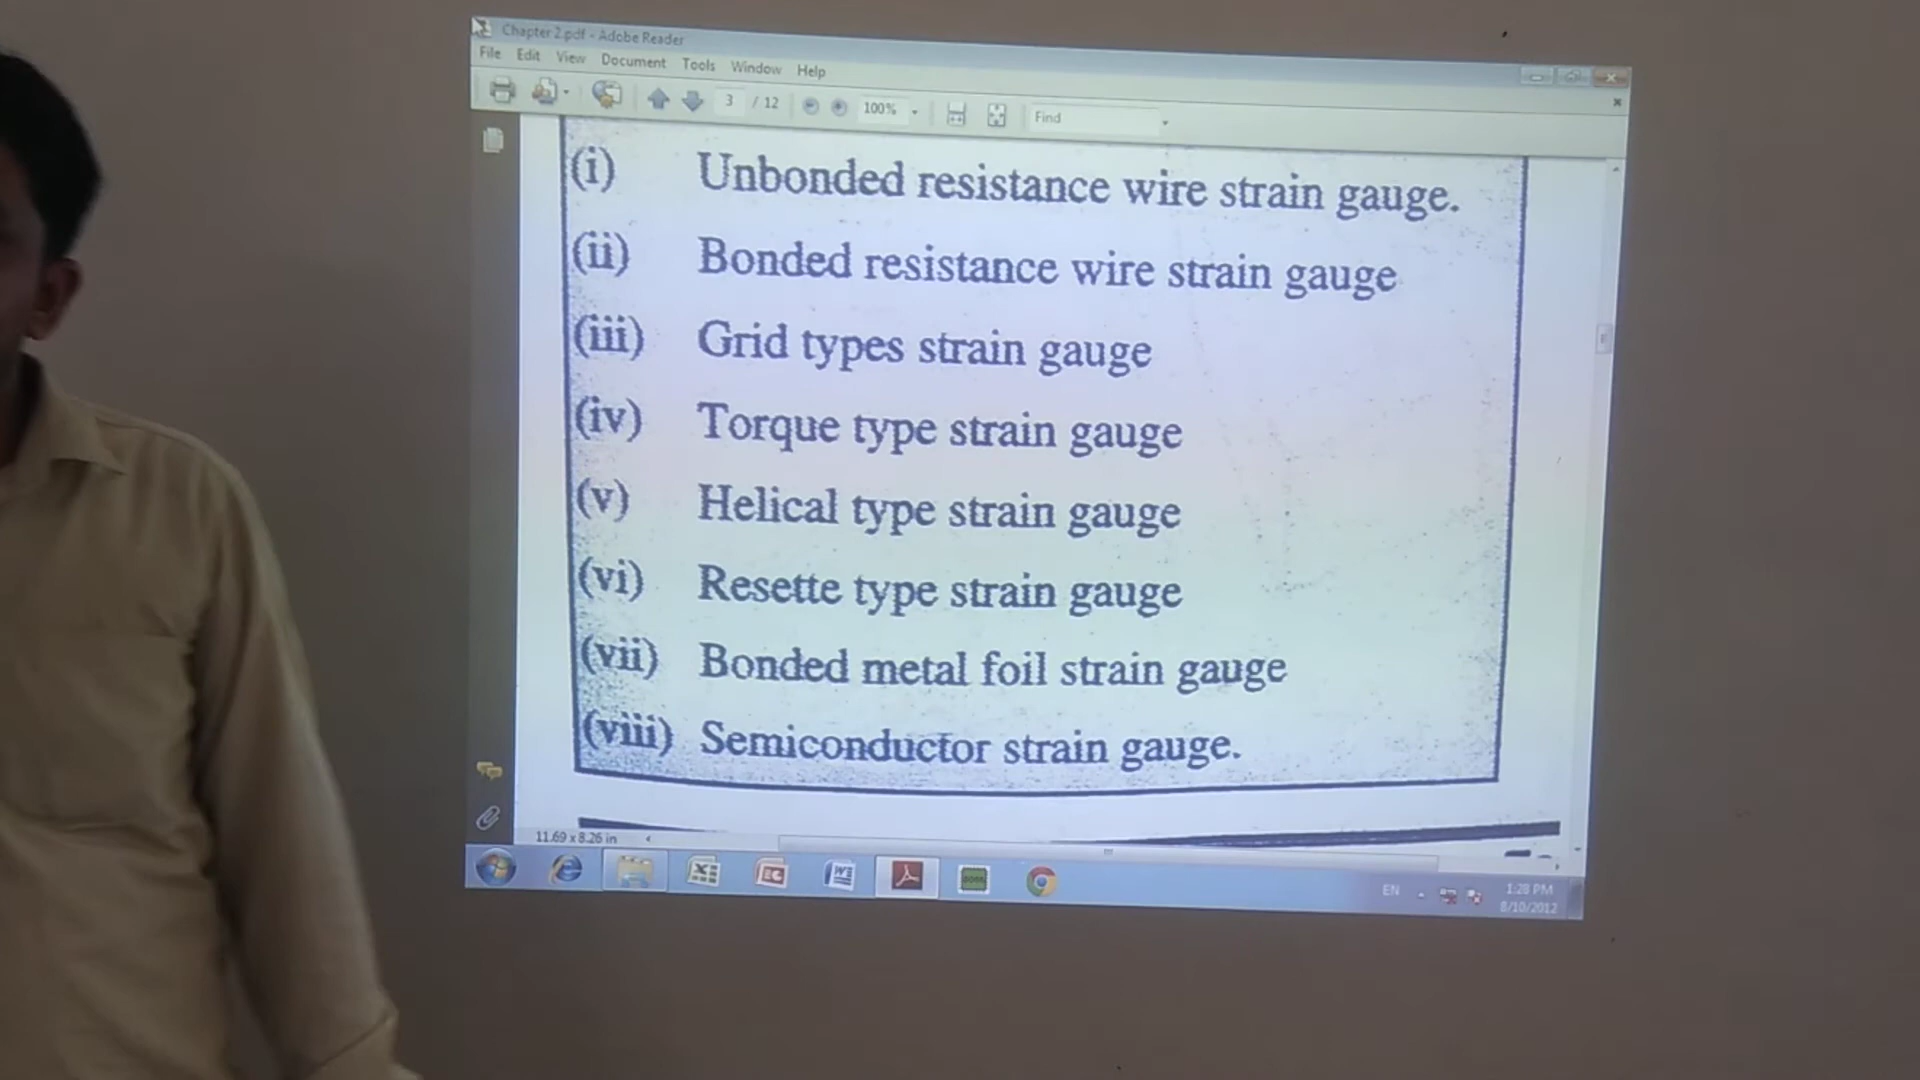 Chapter 2.pdf - Adobe Reader
File Edit View Document Tools Window Help
3 / 12 100% Find
(i) Unbonded resistance wire strain gauge.
(ii) Bonded resistance wire strain gauge
(iii) Grid types strain gauge
(iv) Torque type strain gauge
(v) Helical type strain gauge
(vi) Resette type strain gauge
(vii) Bonded metal foil strain gauge
(viii) Semiconductor strain gauge.
11.69 x 8.26 in
EN 1:28 PM
8/10/2012